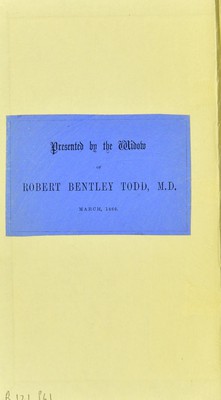 Presented by the Widow
OF
ROBERT BENTLEY TODD, M.D.
MARCH, 1860.